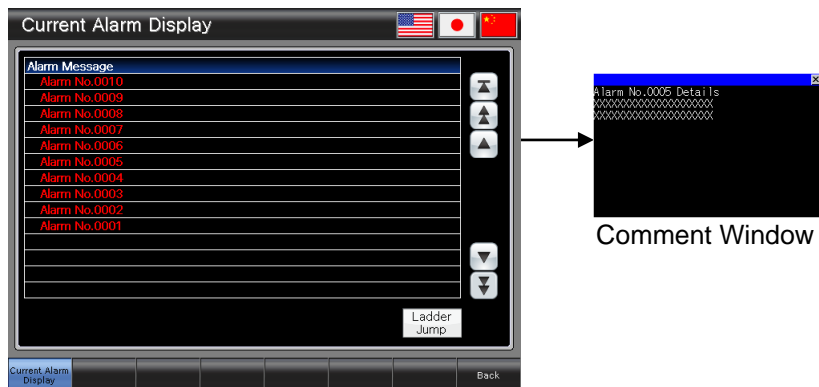 Current Alarm Display
Alarm Message
Alarm No.0010
Alarm No.0009
Alarm No.0008
Alarm No.0007
Alarm No.0006
Alarm No.0005
Alarm No.0004
Alarm No.0003
Alarm No.0002
Alarm No.0001
Ladder
Jump
Current Alarm
Display
Back
Alarm No.0005 Details
XXXXXXXXXXXXXXXXXXXX
XXXXXXXXXXXXXXXXXXXX
Comment Window